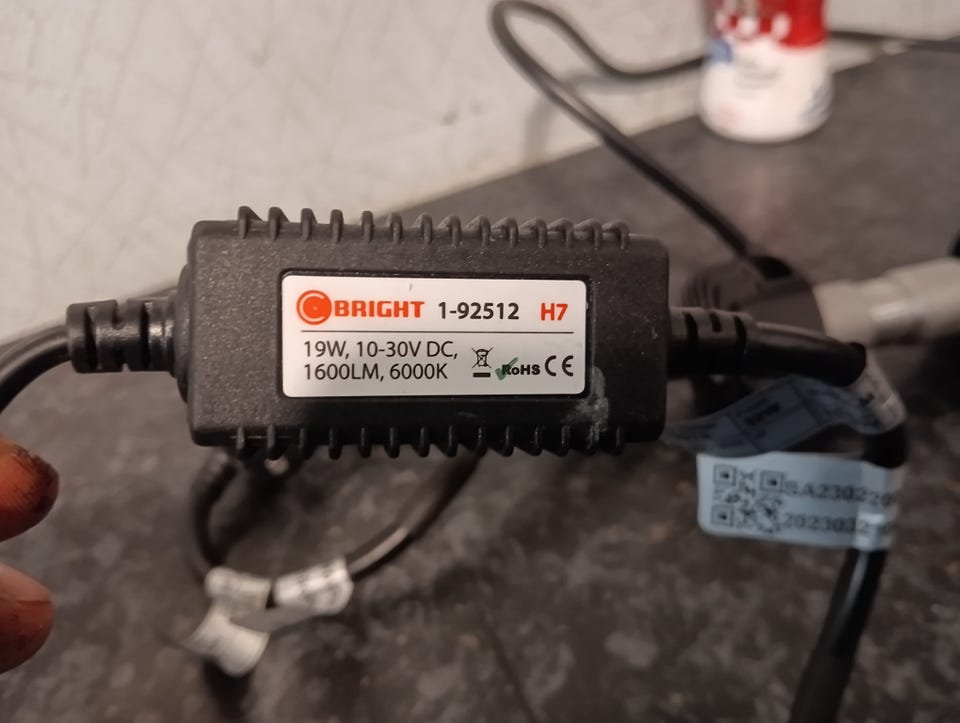 BRIGHT 1-92512 H7
19W, 10-30V DC,
1600LM, 6000K
RoHS CE